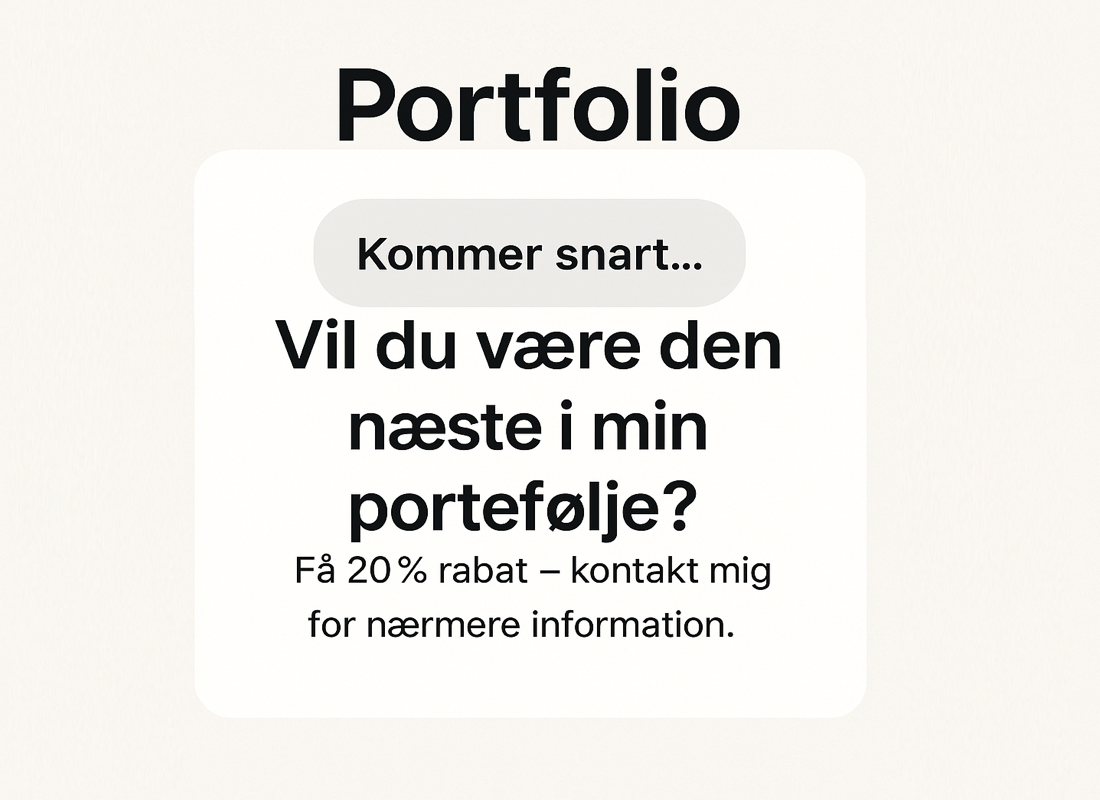 Portfolio
Kommer snart...
Vil du være den
næste i min
portefølje?
Få 20 % rabat – kontakt mig
for nærmere information.